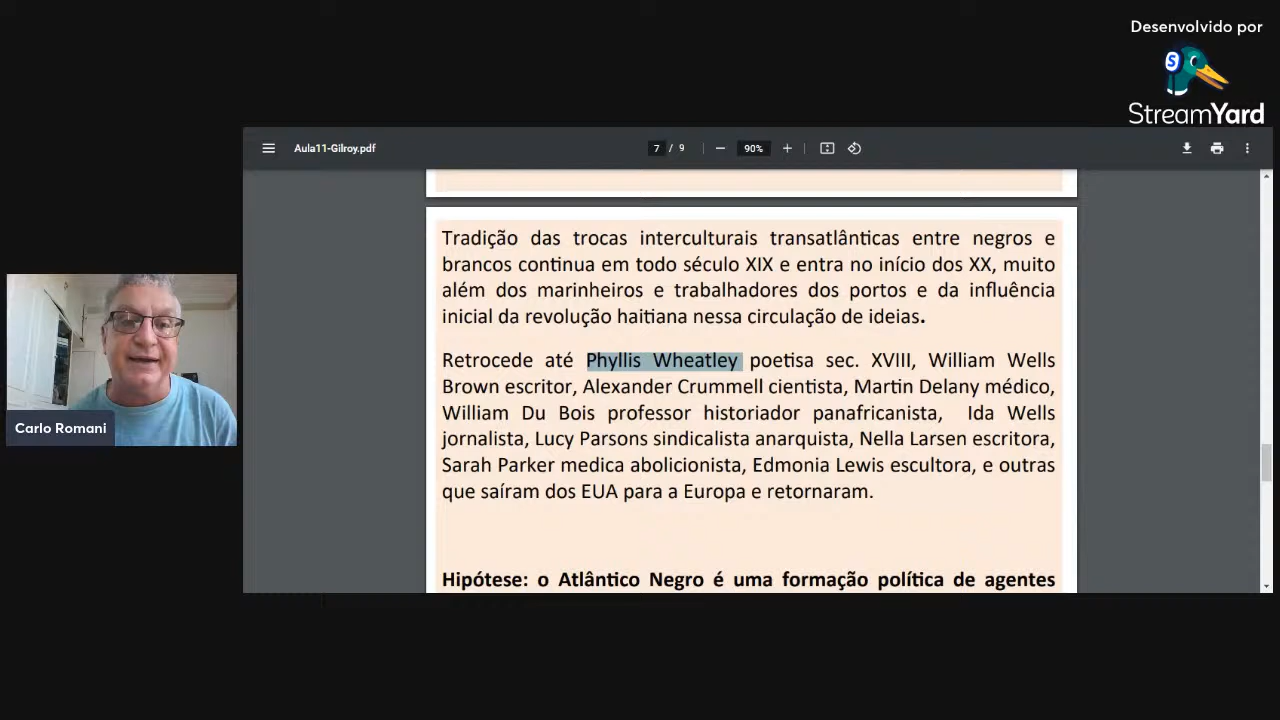 Desenvolvido por
StreamYard
Aula11-Gilroy.pdf
7 / 9
90%
Tradição das trocas interculturais transatlânticas entre negros e
brancos continua em todo século XIX e entra no início dos XX, muito
além dos marinheiros e trabalhadores dos portos e da influência
inicial da revolução haitiana nessa circulação de ideias.
Retrocede até Phyllis Wheatley poetisa sec. XVIII, William Wells
Brown escritor, Alexander Crummell cientista, Martin Delany médico,
William Du Bois professor historiador panafricanista, Ida Wells
jornalista, Lucy Parsons sindicalista anarquista, Nella Larsen escritora,
Sarah Parker medica abolicionista, Edmonia Lewis escultora, e outras
que saíram dos EUA para a Europa e retornaram.
Hipótese: o Atlântico Negro é uma formação política de agentes
Carlo Romani